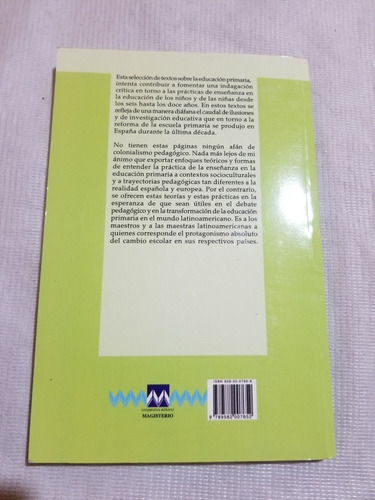 Esta selección de textos sobre la educación primaria,
intenta contribuir a fomentar una indagación
crítica en torno a las prácticas de enseñanza en
la educación de los niños y de las niñas desde
los seis hasta los doce años. En estos textos se
refleja de una manera diáfana el caudal de ilusiones
y de investigación educativa que en torno a la
reforma de la escuela primaria se produjo en
España durante la última década.
No tienen estas páginas ningún afán de
colonialismo pedagógico. Nada más lejos de mi
ánimo que exportar enfoques teóricos y formas
de entender la práctica de la enseñanza en la
educación primaria a contextos socioculturales
y a trayectorias pedagógicas tan diferentes a la
realidad española y europea. Por el contrario,
se ofrecen estas teorías y estas prácticas en la
esperanza de que sean útiles en el debate
pedagógico y en la transformación de la educación
primaria en el mundo latinoamericano. Es a los
maestros y a las maestras latinoamericanas a
quienes corresponde el protagonismo absoluto
del cambio escolar en sus respectivos países.
cooperativa editorial
MAGISTERIO
9 789582 007652